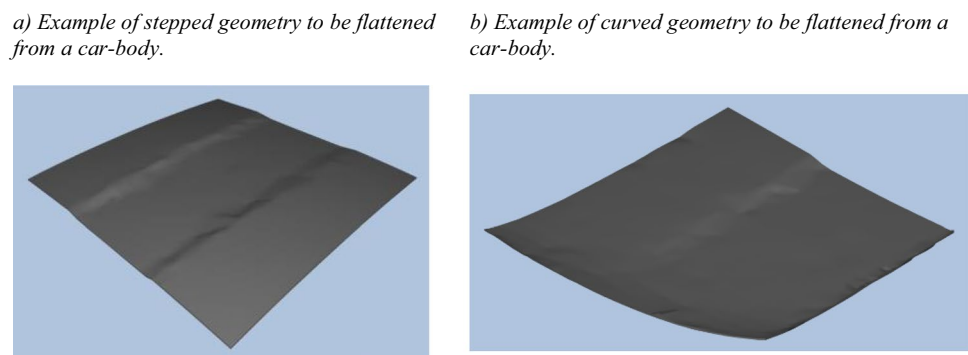 a) Example of stepped geometry to be flattened
from a car-body.
b) Example of curved geometry to be flattened from a
car-body.